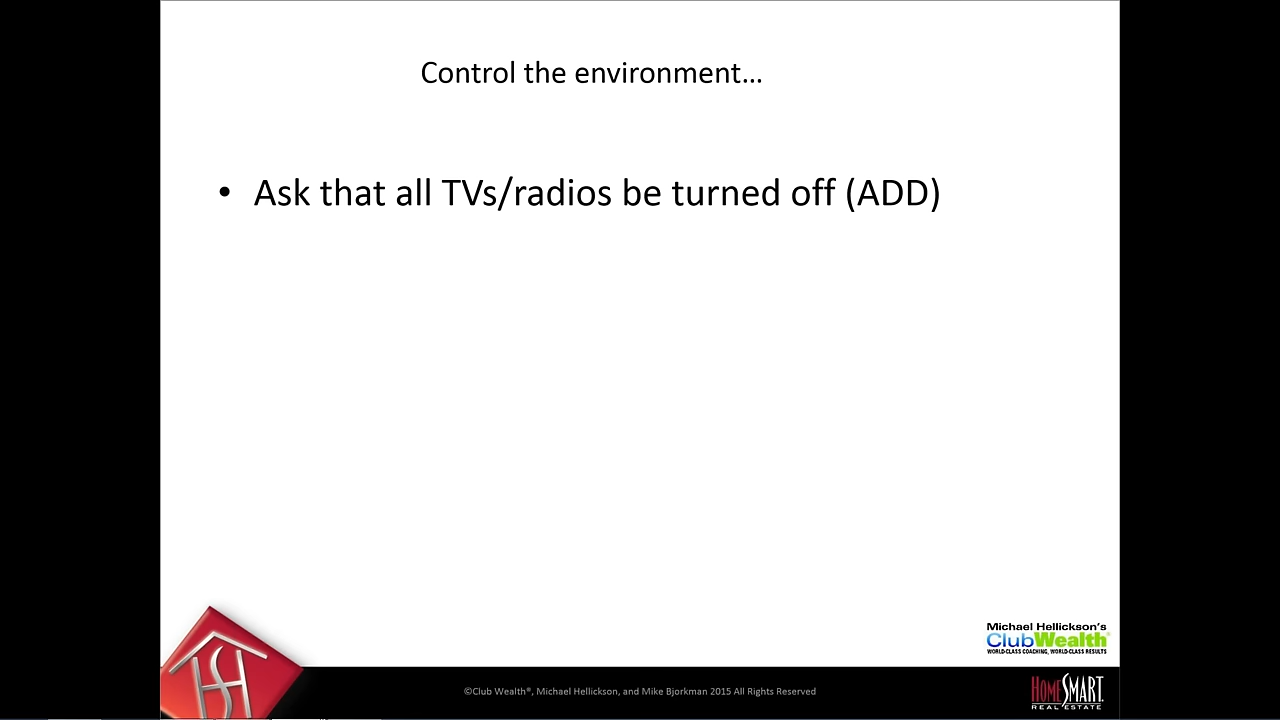 Control the environment…
• Ask that all TVs/radios be turned off (ADD)
Michael Hellickson's
ClubWealth®
WORLD-CLASS COACHING, WORLD-CLASS RESULTS
©Club Wealth®, Michael Hellickson, and Mike Bjorkman 2015 All Rights Reserved
HOMESMART
REAL ESTATE